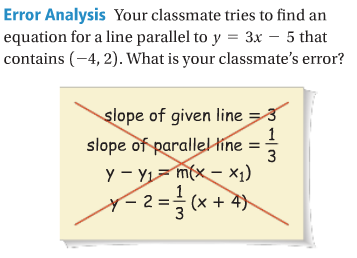 Error Analysis Your classmate tries to find an
equation for a line parallel to y = 3x − 5 that
contains (−4, 2). What is your classmate's error?
slope of given line = 3
slope of parallel line = 1/3
y − y₁ = m(x − x₁)
y − 2 = 1/3 (x + 4)